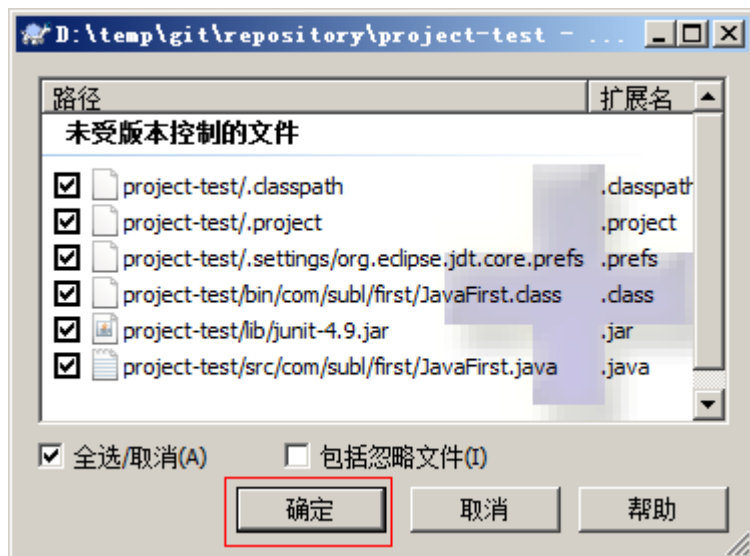 D:\temp\git\repository\project-test - ...
路径 扩展名
未受版本控制的文件
project-test/.classpath .classpath
project-test/.project .project
project-test/.settings/org.eclipse.jdt.core.prefs .prefs
project-test/bin/com/subl/first/JavaFirst.class .class
project-test/lib/junit-4.9.jar .jar
project-test/src/com/subl/first/JavaFirst.java .java
全选/取消(A) 包括忽略文件(I)
确定 取消 帮助